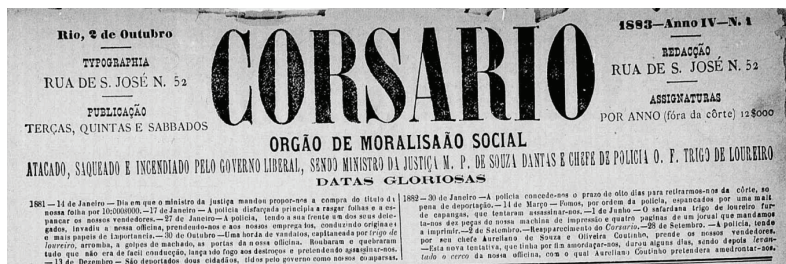 Rio, 2 de Outubro
TYPOGRAPHIA
RUA DE S. JOSÉ N. 52
PUBLICAÇÃO
TERÇAS, QUINTAS E SABBADOS
CORSARIO
1883—Anno IV—N. 1
REDACÇÃO
RUA DE S. JOSÉ N. 52
ASSIGNATURAS
POR ANNO (fóra da côrte) 12$000
ORGÃO DE MORALISAÃO SOCIAL
ATACADO, SAQUEADO E INCENDIADO PELO GOVERNO LIBERAL, SENDO MINISTRO DA JUSTIÇA M. P. DE SOUZA DANTAS E CHEFE DE POLICIA O. F. TRIGO DE LOUREIRO
DATAS GLORIOSAS
1881—14 de Janeiro—Dia em que o ministro da justiça mandou propor-nos a compra do titulo da
nossa folha por 10:000$000.—17 de Janeiro—A policia disfarçada principia a rasgar folhas e es-
pancar os nossos vendedores.—27 de Janeiro—A policia, tendo a sua frente um dos seus dele-
gados, invadiu a nossa officina, prendendo-nos e aos nossos empregados, conduzindo originaes
e mais papeis de importancia.—30 de Outubro—Uma horda de vandalos, capitaneada por trigo de
loureiro, arromba, a golpes de machado, as portas da nossa officina. Roubaram e quebraram
tudo que não era de facil conducção, lançando fogo aos destroços e pretendendo assassinar-nos.
—13 de Dezembro—São deportados dous cidadãos, tidos pelo governo como nossos comparsas.
1882—30 de Janeiro—A policia concede-nos o prazo de oito dias para retirarmo-nos da côrte, so
pena de deportação.—14 de Março—Fomos, por ordem da policia, espancados por uma malt
de capangas, que tentaram assassinar-nos.—1 de Junho—O safardana trigo de loureiro fur-
ta-nos dez peças do nossa machina de impressão e quatro paginas de um jornal que mandamos
a imprimir.—2 de Setembro.—Reapparecimento do Corsario.—28 de Setembro.—A policia, tendo
por seu chefe Aureliano de Souza e Oliveira Coutinho, prende os nossos vendedores.
—Esta nova tentativa, que tinha por fim amordaçar-nos, durou alguns dias, sendo depois levan-
tado o cerco da nossa officina, com o qual Aureliano Coutinho pretendera amedrontar-nos.